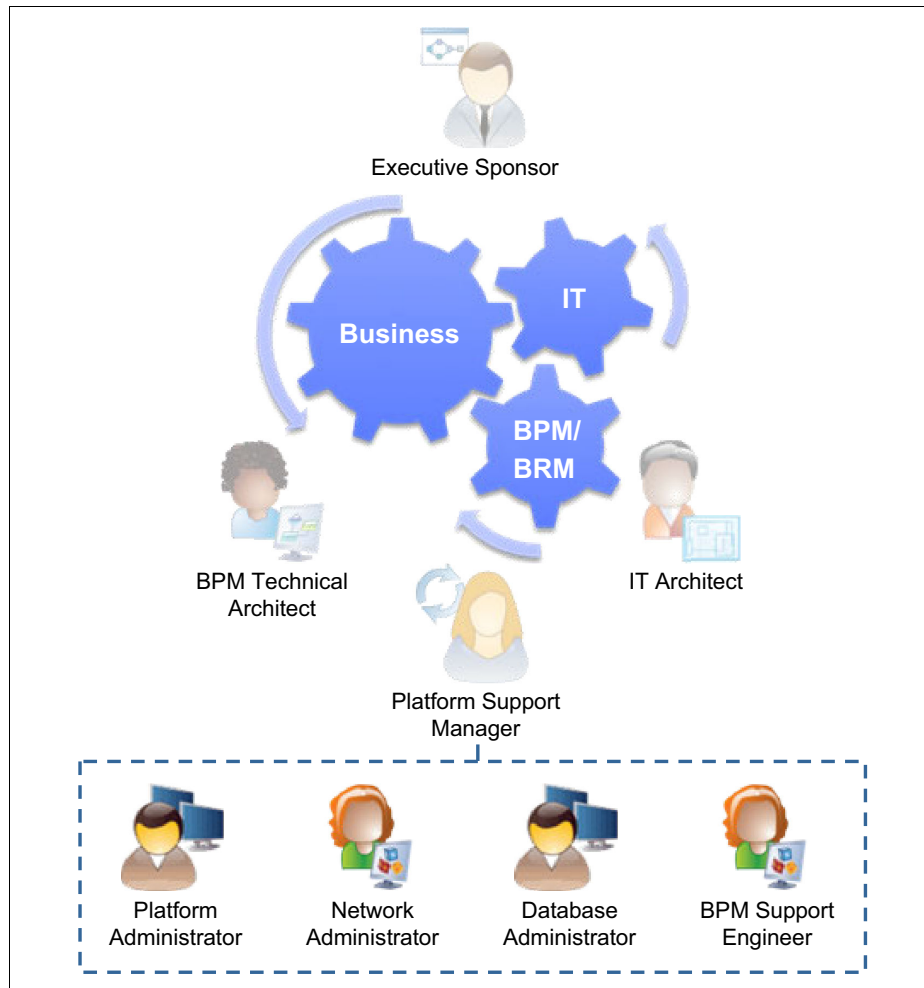 Executive Sponsor
IT
Business
BPM/
BRM
BPM Technical
Architect
IT Architect
Platform Support
Manager
Platform
Administrator
Network
Administrator
Database
Administrator
BPM Support
Engineer